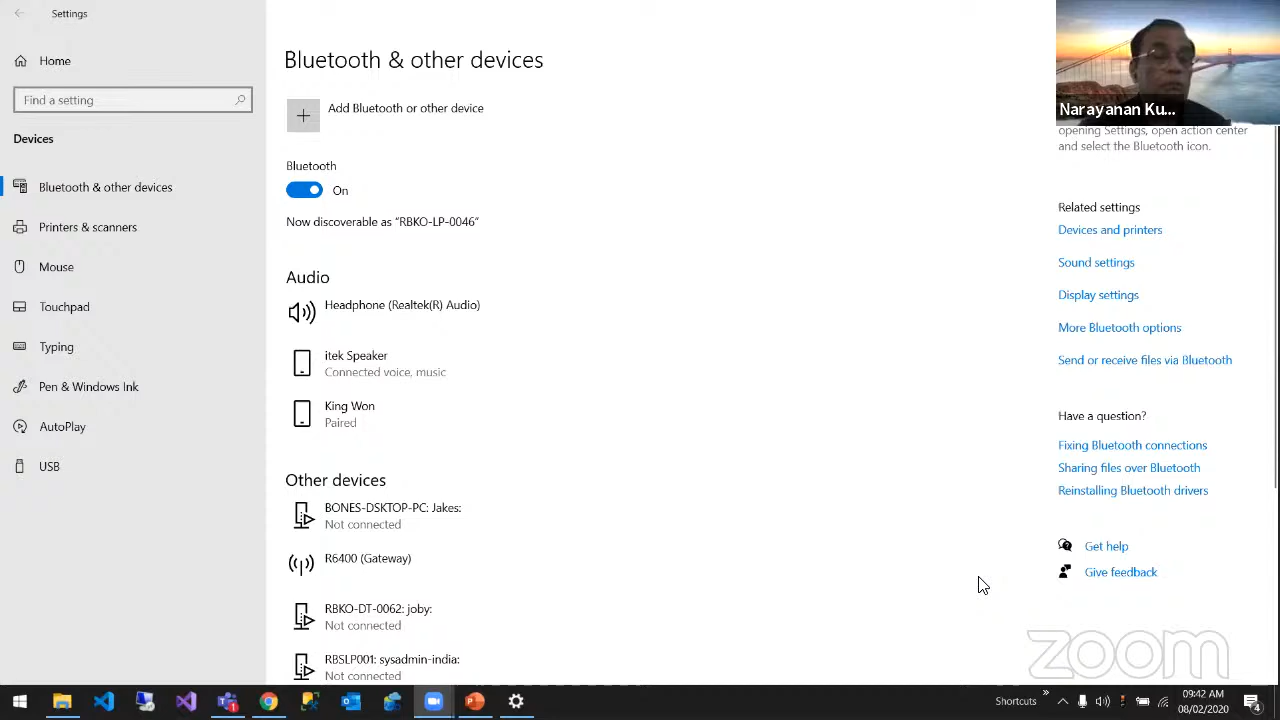 Settings
Home
Find a setting
Devices
Bluetooth & other devices
Printers & scanners
Mouse
Touchpad
Typing
Pen & Windows Ink
AutoPlay
USB
Bluetooth & other devices
Add Bluetooth or other device
Bluetooth
On
Now discoverable as “RBKO-LP-0046”
Audio
Headphone (Realtek(R) Audio)
itek Speaker
Connected voice, music
King Won
Paired
Other devices
BONES-DSKTOP-PC: Jakes:
Not connected
R6400 (Gateway)
RBKO-DT-0062: joby:
Not connected
RBSLP001: sysadmin-india:
Not connected
Narayanan Ku...
opening Settings, open action center
and select the Bluetooth icon.
Related settings
Devices and printers
Sound settings
Display settings
More Bluetooth options
Send or receive files via Bluetooth
Have a question?
Fixing Bluetooth connections
Sharing files over Bluetooth
Reinstalling Bluetooth drivers
Get help
Give feedback
zoom
Shortcuts
09:42 AM
08/02/2020
4